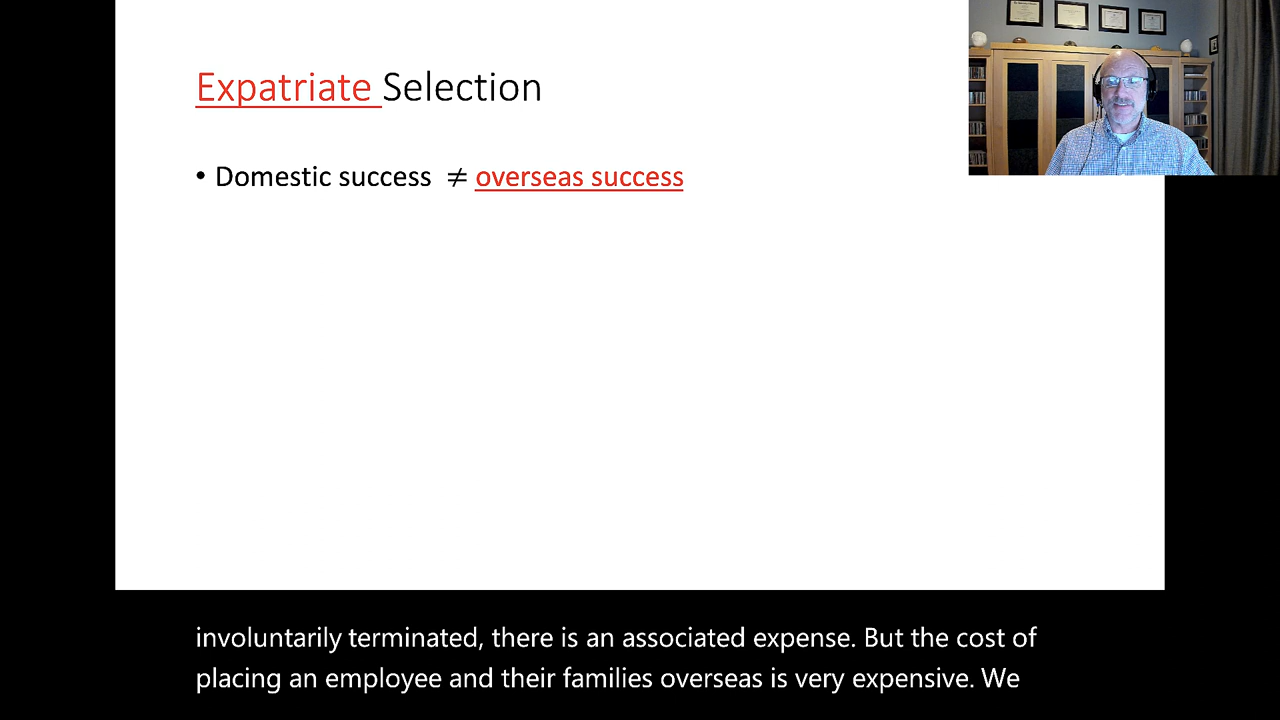 Expatriate Selection
• Domestic success ≠ overseas success
involuntarily terminated, there is an associated expense. But the cost of
placing an employee and their families overseas is very expensive. We